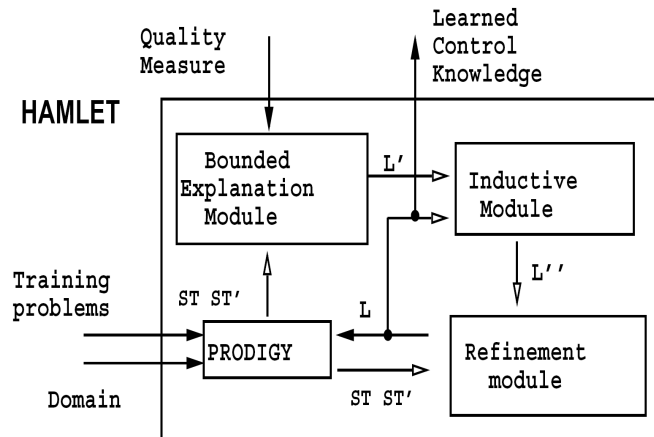 Quality
Measure
Learned
Control
Knowledge
HAMLET
Bounded
Explanation
Module
L'
Inductive
Module
L''
Training
problems
ST ST'
L
PRODIGY
Refinement
module
ST ST'
Domain